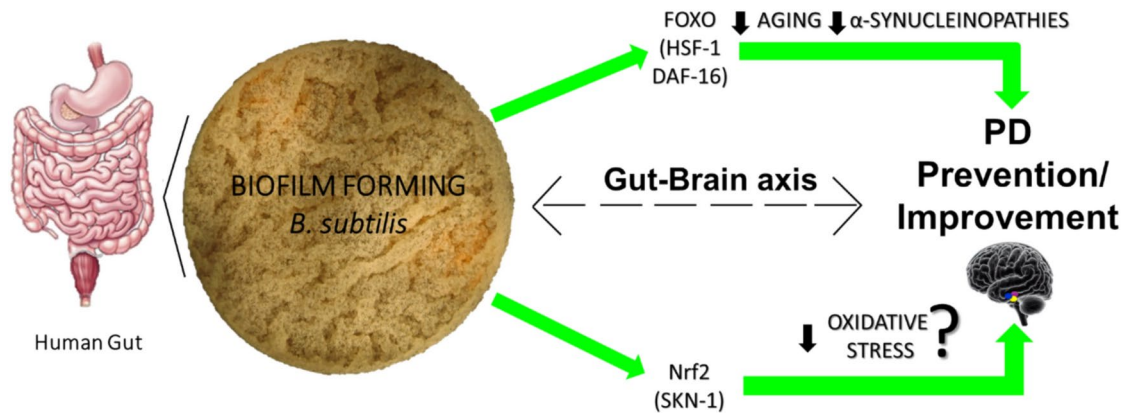 Human Gut
BIOFILM FORMING
B. subtilis
FOXO
(HSF-1
DAF-16)
AGING α-SYNUCLEINOPATHIES
Gut-Brain axis
PD
Prevention/
Improvement
Nrf2
(SKN-1)
OXIDATIVE
STRESS ?